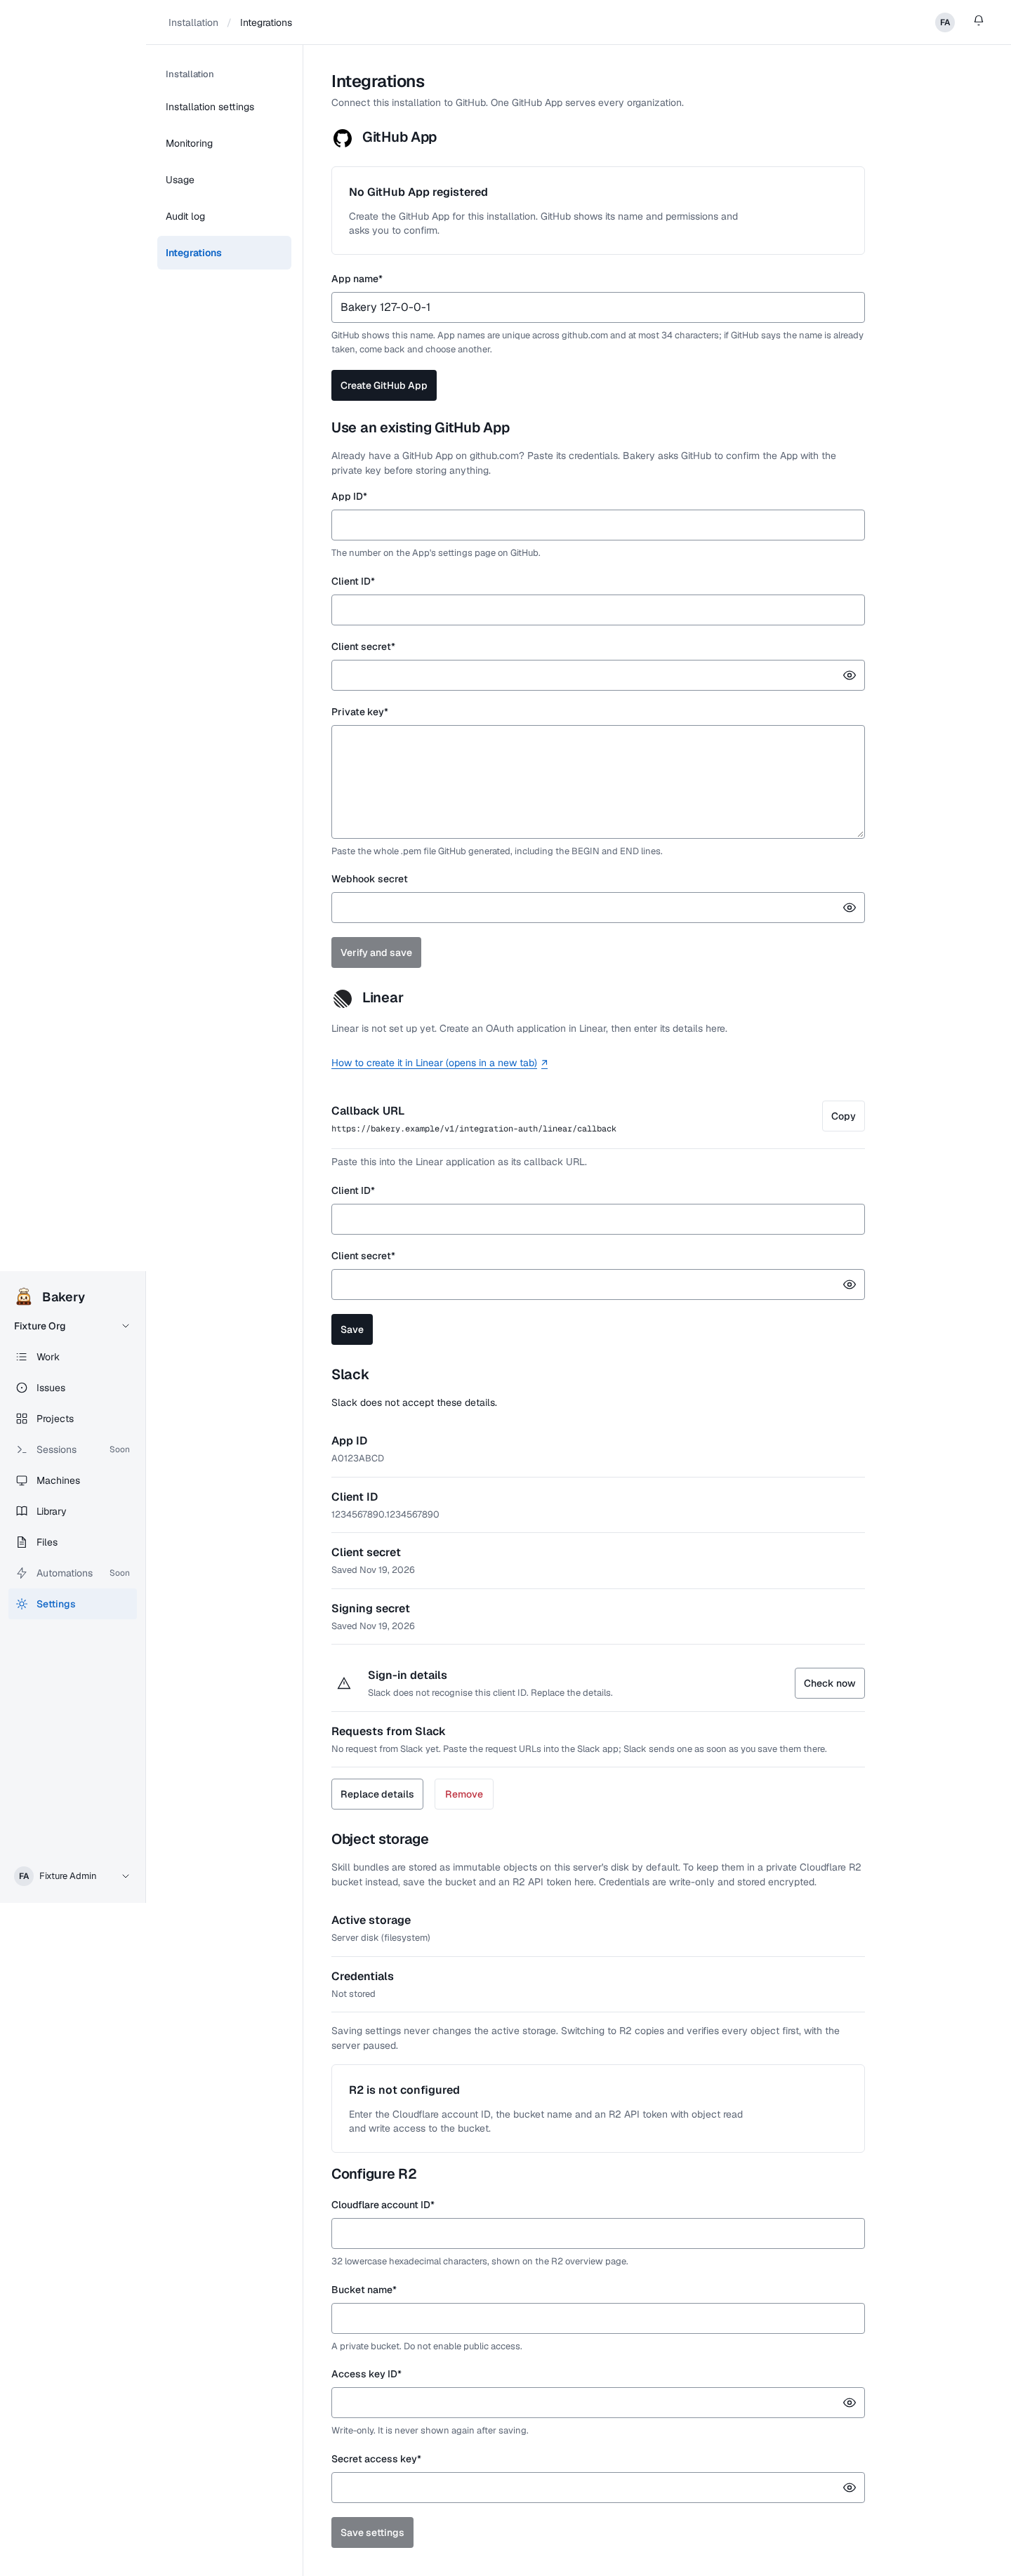 Installation / Integrations
FA
Installation
Installation settings
Monitoring
Usage
Audit log
Integrations
Integrations
Connect this installation to GitHub. One GitHub App serves every organization.
GitHub App
No GitHub App registered
Create the GitHub App for this installation. GitHub shows its name and permissions and
asks you to confirm.
App name*
Bakery 127-0-0-1
GitHub shows this name. App names are unique across github.com and at most 34 characters; if GitHub says the name is already
taken, come back and choose another.
Create GitHub App
Use an existing GitHub App
Already have a GitHub App on github.com? Paste its credentials. Bakery asks GitHub to confirm the App with the
private key before storing anything.
App ID*
The number on the App's settings page on GitHub.
Client ID*
Client secret*
Private key*
Paste the whole .pem file GitHub generated, including the BEGIN and END lines.
Webhook secret
Verify and save
Linear
Linear is not set up yet. Create an OAuth application in Linear, then enter its details here.
How to create it in Linear (opens in a new tab)
Callback URL
https://bakery.example/v1/integration-auth/linear/callback
Copy
Paste this into the Linear application as its callback URL.
Client ID*
Client secret*
Save
Slack
Slack does not accept these details.
App ID
A0123ABCD
Client ID
1234567890.1234567890
Client secret
Saved Nov 19, 2026
Signing secret
Saved Nov 19, 2026
Sign-in details
Slack does not recognise this client ID. Replace the details.
Check now
Requests from Slack
No request from Slack yet. Paste the request URLs into the Slack app; Slack sends one as soon as you save them there.
Replace details
Remove
Object storage
Skill bundles are stored as immutable objects on this server's disk by default. To keep them in a private Cloudflare R2
bucket instead, save the bucket and an R2 API token here. Credentials are write-only and stored encrypted.
Active storage
Server disk (filesystem)
Credentials
Not stored
Saving settings never changes the active storage. Switching to R2 copies and verifies every object first, with the
server paused.
R2 is not configured
Enter the Cloudflare account ID, the bucket name and an R2 API token with object read
and write access to the bucket.
Configure R2
Cloudflare account ID*
32 lowercase hexadecimal characters, shown on the R2 overview page.
Bucket name*
A private bucket. Do not enable public access.
Access key ID*
Write-only. It is never shown again after saving.
Secret access key*
Save settings
Bakery
Fixture Org
Work
Issues
Projects
Sessions Soon
Machines
Library
Files
Automations Soon
Settings
FA Fixture Admin